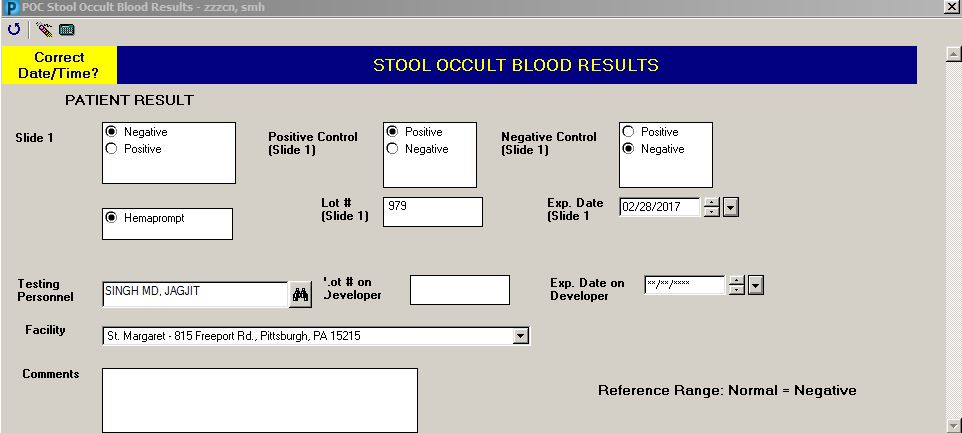 POC Stool Occult Blood Results - zzzcn, smh
Correct
Date/Time?
STOOL OCCULT BLOOD RESULTS
PATIENT RESULT
Slide 1
Negative
Positive
Positive Control
(Slide 1)
Positive
Negative
Negative Control
(Slide 1)
Positive
Negative
Hemaprompt
Lot #
(Slide 1)
979
Exp. Date
(Slide 1
02/28/2017
Testing
Personnel
SINGH MD, JAGJIT
Lot # on
Developer
Exp. Date on
Developer
**/**/****
Facility
St. Margaret - 815 Freeport Rd., Pittsburgh, PA 15215
Comments
Reference Range: Normal = Negative